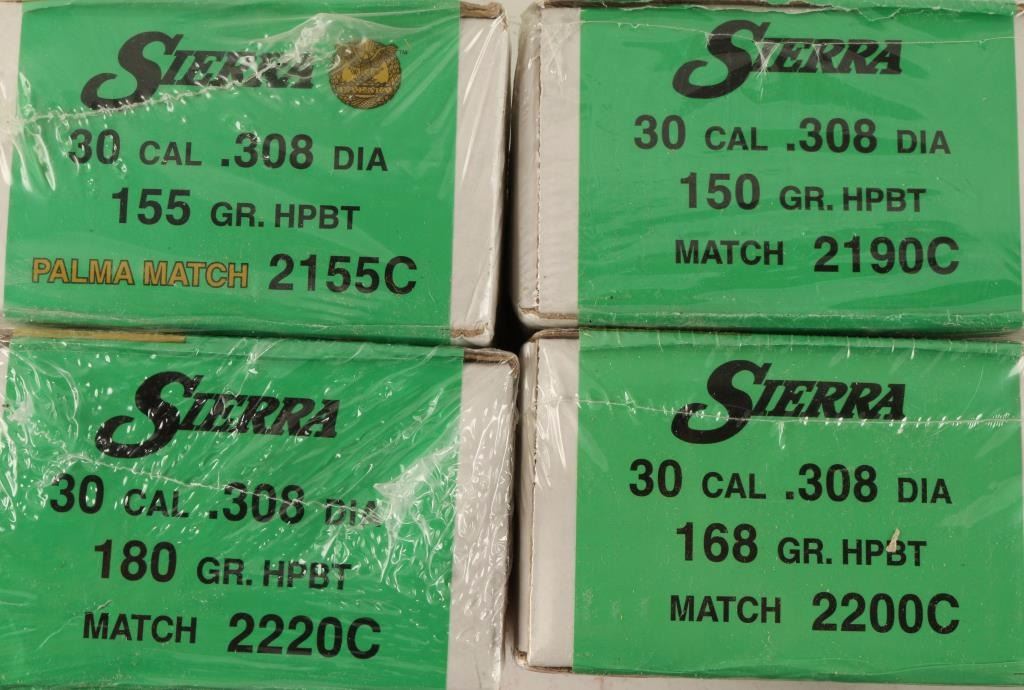 SIERRA
30 CAL .308 DIA
155 GR. HPBT
PALMA MATCH 2155C
SIERRA
30 CAL .308 DIA
150 GR. HPBT
MATCH 2190C
SIERRA
30 CAL .308 DIA
180 GR. HPBT
MATCH 2220C
SIERRA
30 CAL .308 DIA
168 GR. HPBT
MATCH 2200C